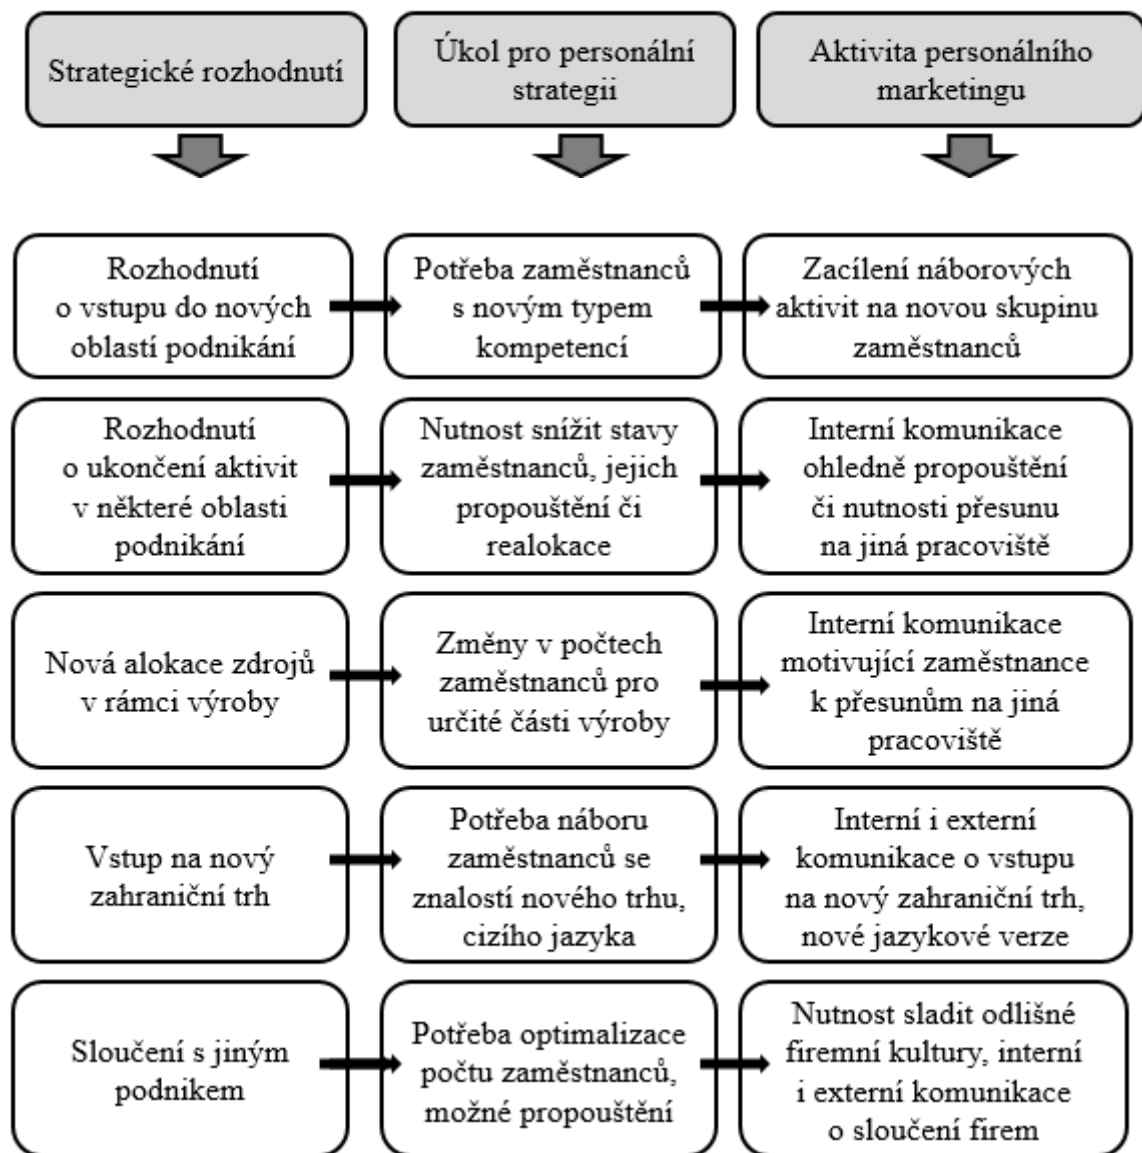 Strategické rozhodnutí
Úkol pro personální
strategii
Aktivita personálního
marketingu
Rozhodnutí
o vstupu do nových
oblastí podnikání
Potřeba zaměstnanců
s novým typem
kompetencí
Zacílení náborových
aktivit na novou skupinu
zaměstnanců
Rozhodnutí
o ukončení aktivit
v některé oblasti
podnikání
Nutnost snížit stavy
zaměstnanců, jejich
propouštění či
realokace
Interní komunikace
ohledně propouštění
či nutnosti přesunu
na jiná pracoviště
Nová alokace zdrojů
v rámci výroby
Změny v počtech
zaměstnanců pro
určité části výroby
Interní komunikace
motivující zaměstnance
k přesunům na jiná
pracoviště
Vstup na nový
zahraniční trh
Potřeba náboru
zaměstnanců se
znalostí nového trhu,
cizího jazyka
Interní i externí
komunikace o vstupu
na nový zahraniční trh,
nové jazykové verze
Sloučení s jiným
podnikem
Potřeba optimalizace
počtu zaměstnanců,
možné propouštění
Nutnost sladit odlišné
firemní kultury, interní
i externí komunikace
o sloučení firem